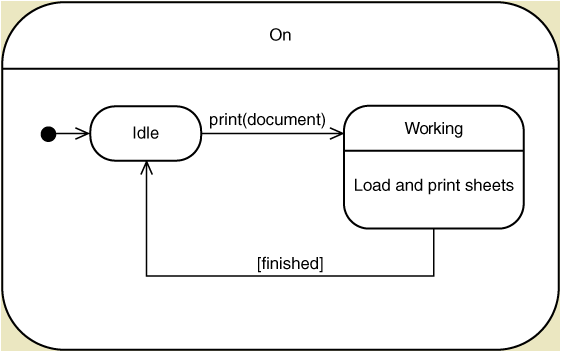 On
Idle
print(document)
Working
Load and print sheets
[finished]